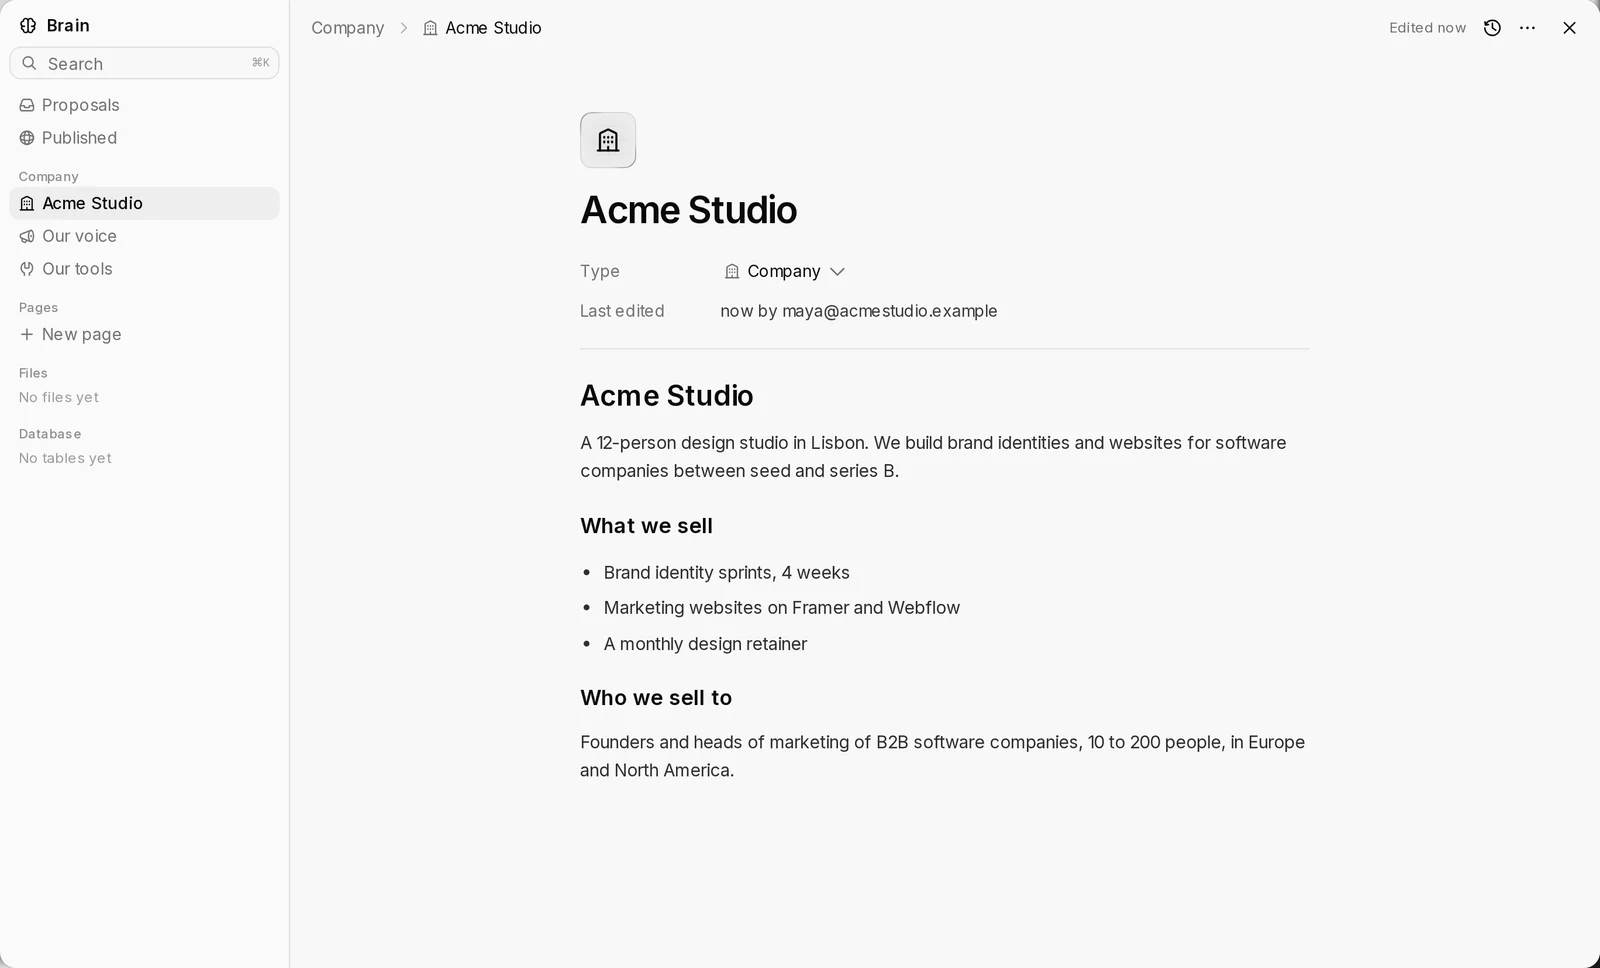 Brain
Search ⌘K
Proposals
Published
Company
Acme Studio
Our voice
Our tools
Pages
New page
Files
No files yet
Database
No tables yet
Company
Acme Studio
Edited now
Acme Studio
Type Company
Last edited now by maya@acmestudio.example
Acme Studio
A 12-person design studio in Lisbon. We build brand identities and websites for software
companies between seed and series B.
What we sell
• Brand identity sprints, 4 weeks
• Marketing websites on Framer and Webflow
• A monthly design retainer
Who we sell to
Founders and heads of marketing of B2B software companies, 10 to 200 people, in Europe
and North America.